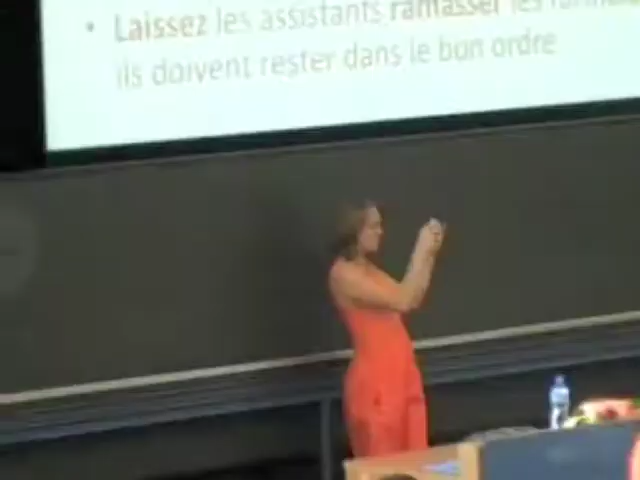 • Laissez les assistants ramasser les
ils doivent rester dans le bon ordre